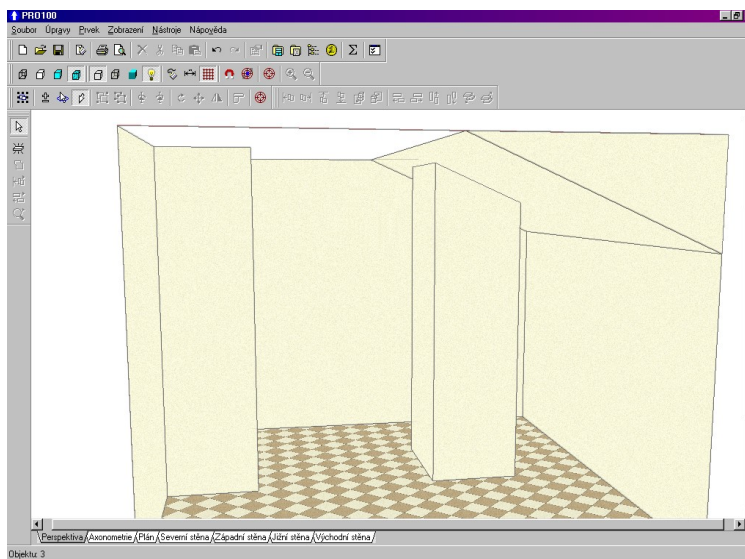 PRO100
Soubor Úpravy Prvek Zobrazení Nástroje Nápověda
Perspektiva Axonometrie Plán Severní stěna Západní stěna Jižní stěna Východní stěna
Objektů: 3